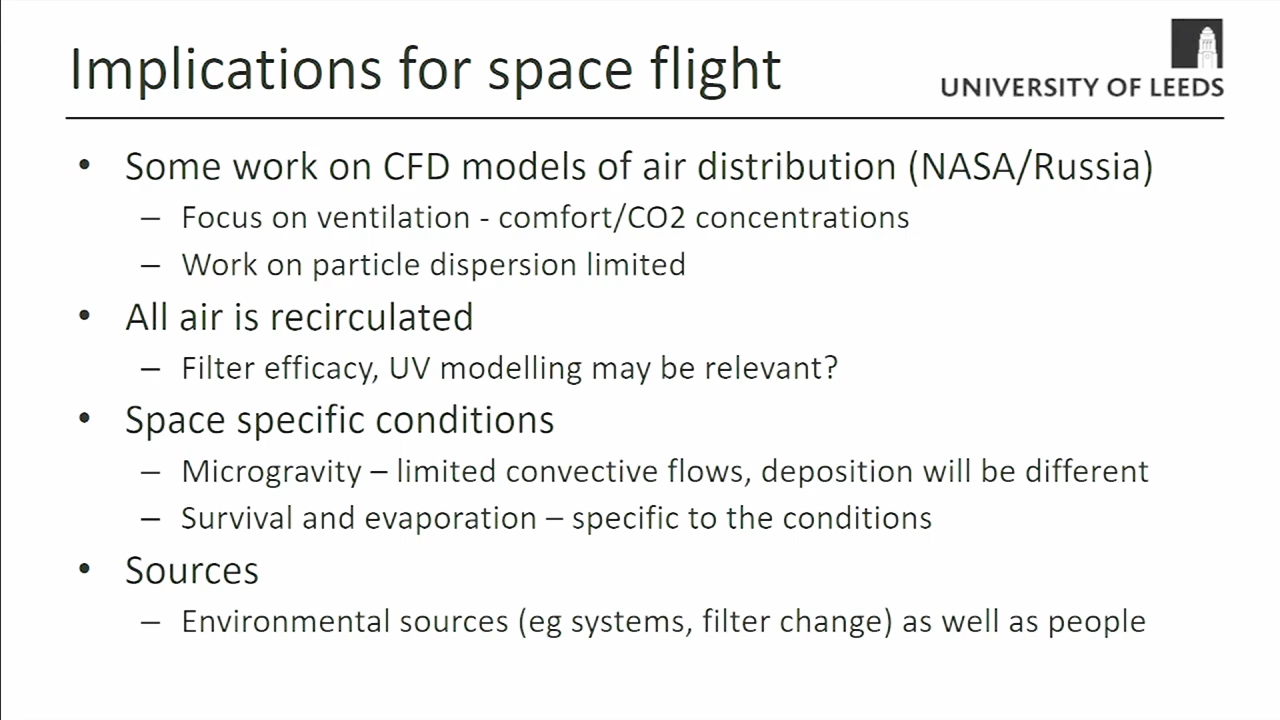 Implications for space flight
UNIVERSITY OF LEEDS
• Some work on CFD models of air distribution (NASA/Russia)
– Focus on ventilation - comfort/CO2 concentrations
– Work on particle dispersion limited
• All air is recirculated
– Filter efficacy, UV modelling may be relevant?
• Space specific conditions
– Microgravity – limited convective flows, deposition will be different
– Survival and evaporation – specific to the conditions
• Sources
– Environmental sources (eg systems, filter change) as well as people